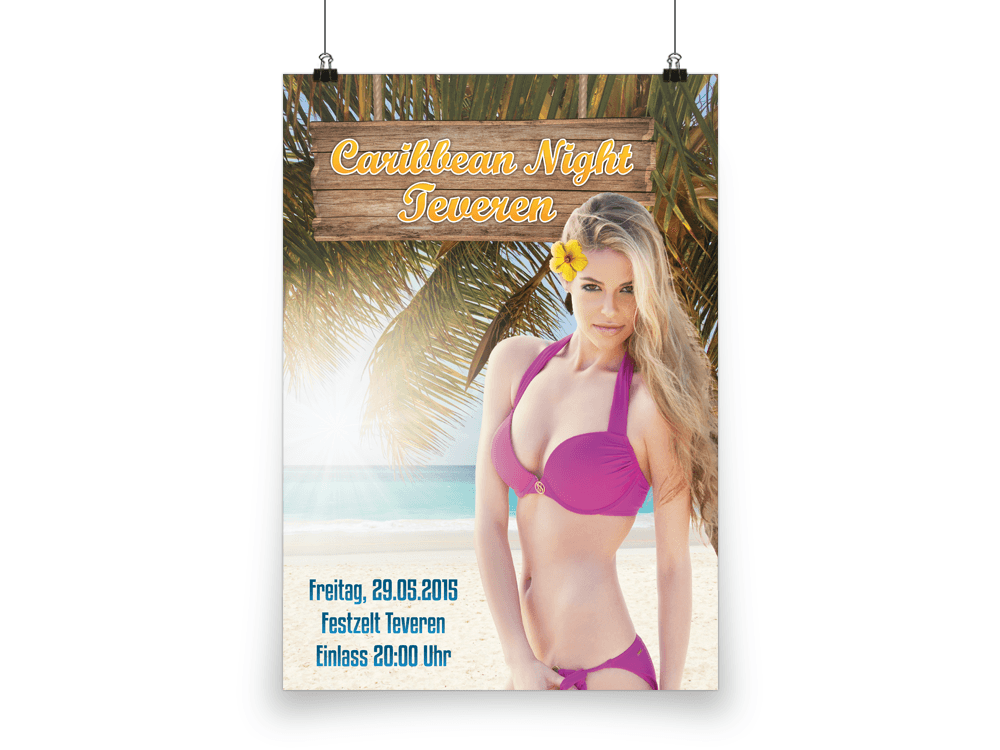 Caribbean Night
Teveren
Freitag, 29.05.2015
Festzelt Teveren
Einlass 20:00 Uhr